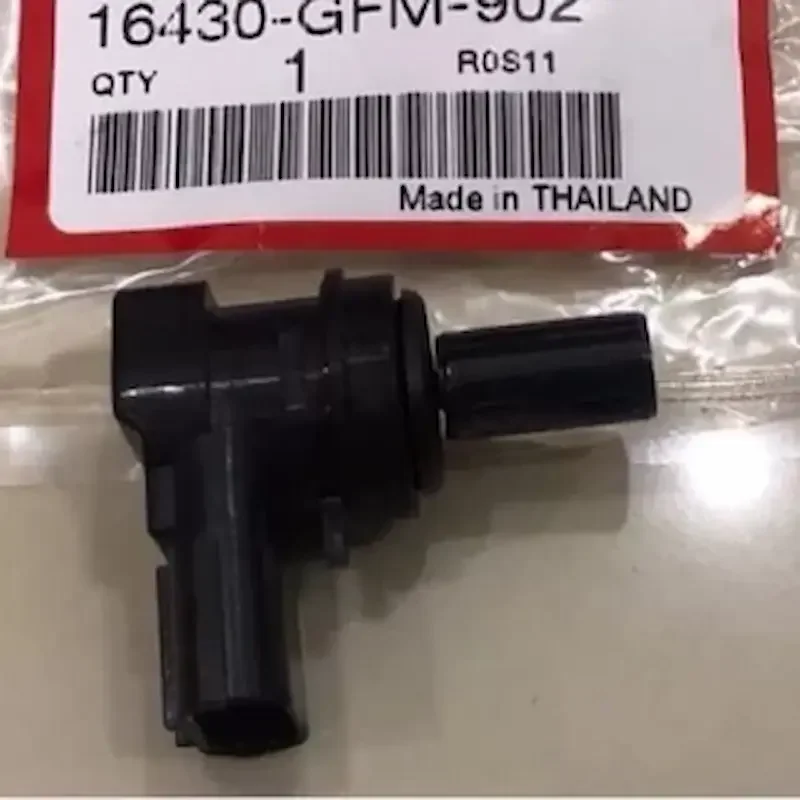 16430-GFM-902
QTY 1 R0S11
Made in THAILAND